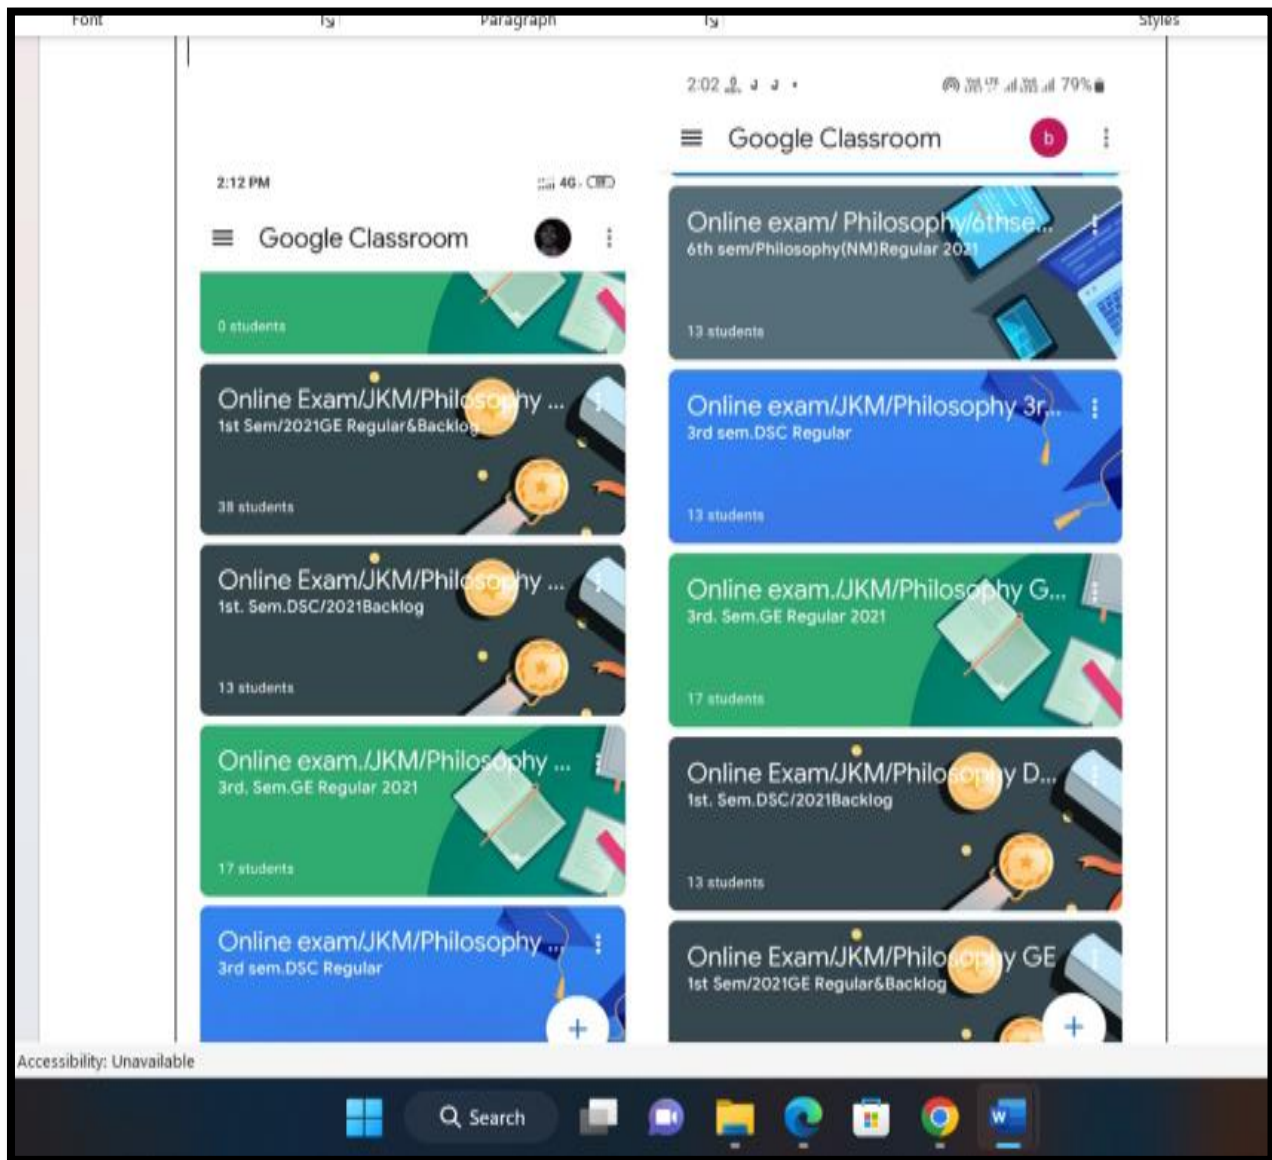 Font
Paragraph
Styles
2:12 PM
4G
Google Classroom
0 students
Online Exam/JKM/Philosophy ...
1st Sem/2021GE Regular&Backlog
38 students
Online Exam/JKM/Philosophy ...
1st. Sem.DSC/2021Backlog
13 students
Online exam./JKM/Philosophy ...
3rd. Sem.GE Regular 2021
17 students
Online exam/JKM/Philosophy ...
3rd sem.DSC Regular
+
2:02
79%
Google Classroom
b
Online exam/ Philosophy/6thse...
6th sem/Philosophy(NM)Regular 2021
13 students
Online exam/JKM/Philosophy 3r...
3rd sem.DSC Regular
13 students
Online exam./JKM/Philosophy G...
3rd. Sem.GE Regular 2021
17 students
Online Exam/JKM/Philosophy D...
1st. Sem.DSC/2021Backlog
13 students
Online Exam/JKM/Philosophy GE
1st Sem/2021GE Regular&Backlog
+
Accessibility: Unavailable
Search
W